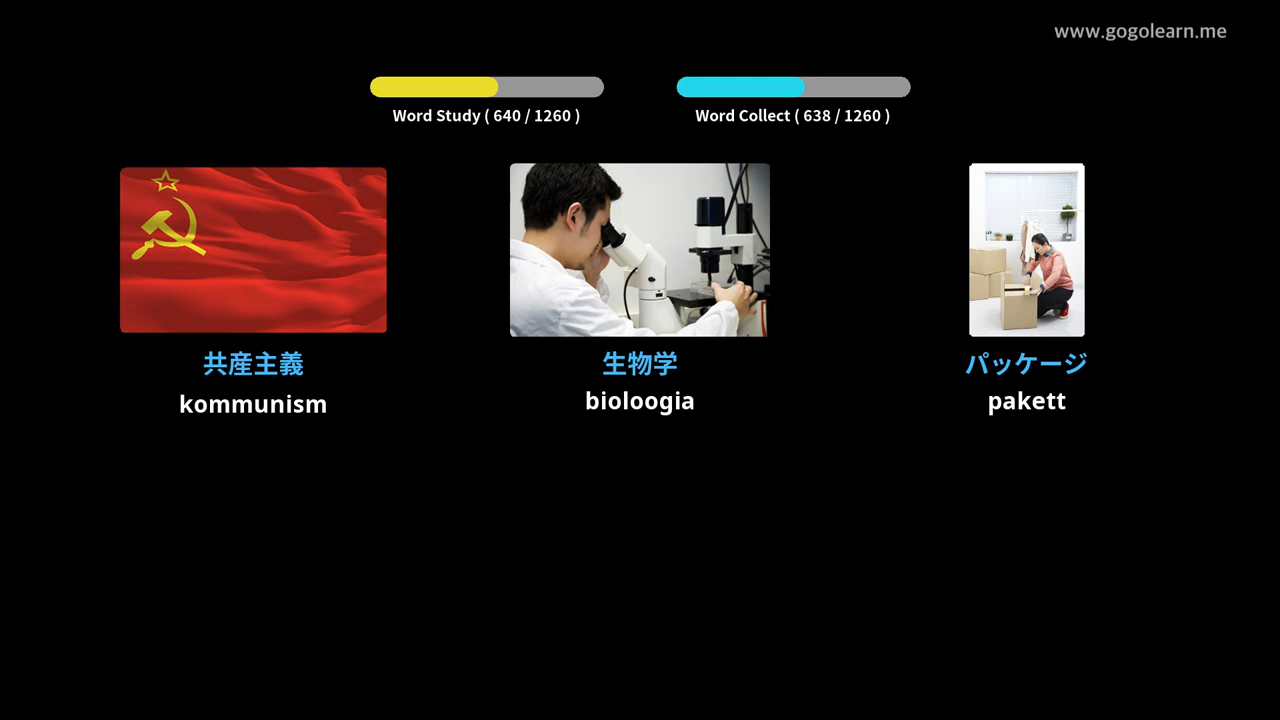 www.gogolearn.me
Word Study ( 640 / 1260 )
Word Collect ( 638 / 1260 )
共産主義
生物学
パッケージ
kommunism
bioloogia
pakett